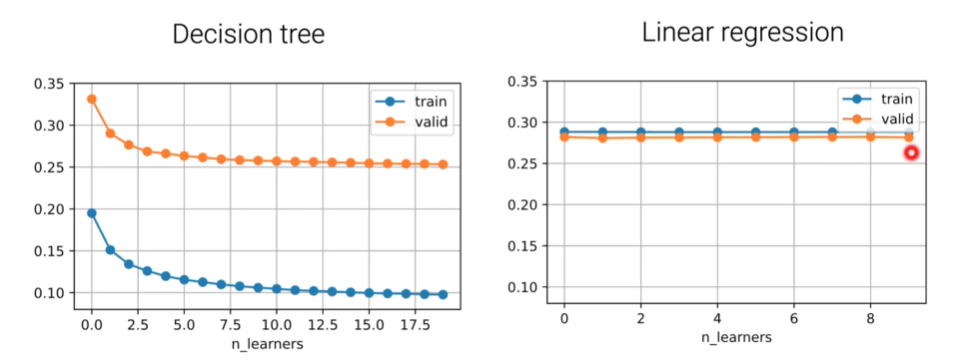 Decision tree
0.35
0.30
0.25
0.20
0.15
0.10
train
valid
0.0 2.5 5.0 7.5 10.0 12.5 15.0 17.5
n_learners
Linear regression
0.35
0.30
0.25
0.20
0.15
0.10
train
valid
0 2 4 6 8
n_learners